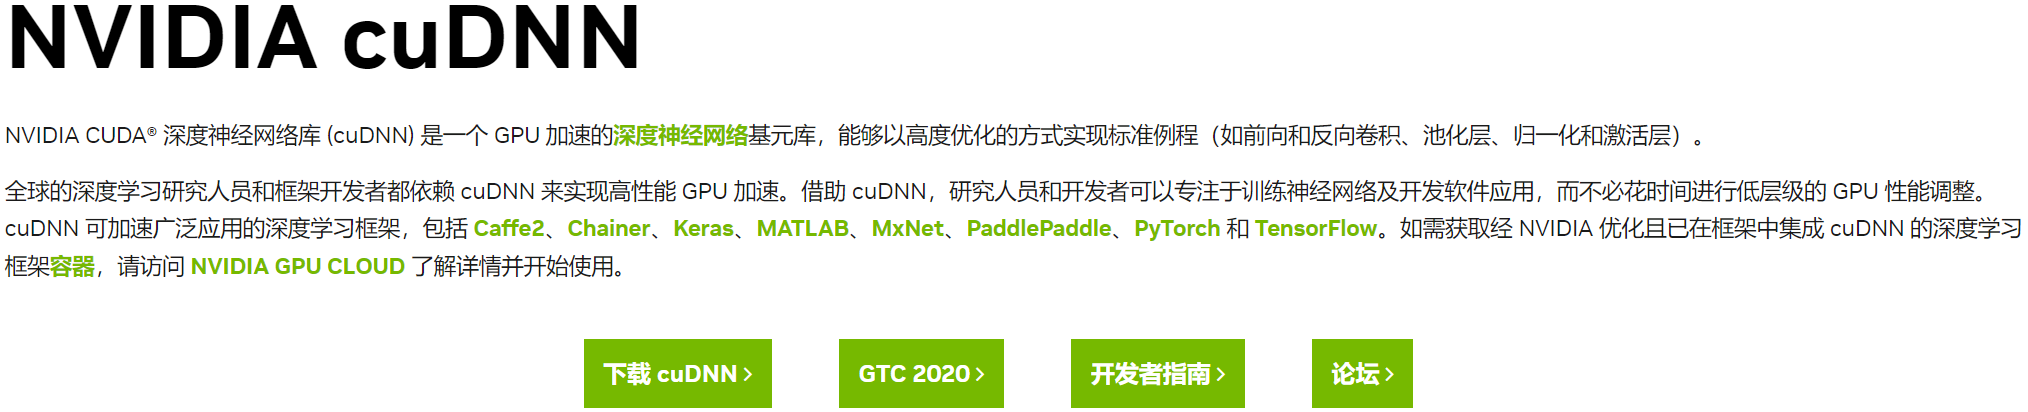 NVIDIA cuDNN
NVIDIA CUDA® 深度神经网络库 (cuDNN) 是一个 GPU 加速的深度神经网络基元库，能够以高度优化的方式实现标准例程（如前向和反向卷积、池化层、归一化和激活层）。
全球的深度学习研究人员和框架开发者都依赖 cuDNN 来实现高性能 GPU 加速。借助 cuDNN，研究人员和开发者可以专注于训练神经网络及开发软件应用，而不必花时间进行低层级的 GPU 性能调整。
cuDNN 可加速广泛应用的深度学习框架，包括 Caffe2、Chainer、Keras、MATLAB、MxNet、PaddlePaddle、PyTorch 和 TensorFlow。如需获取经 NVIDIA 优化且已在框架中集成 cuDNN 的深度学习
框架容器，请访问 NVIDIA GPU CLOUD 了解详情并开始使用。
下载 cuDNN › GTC 2020 › 开发者指南 › 论坛 ›